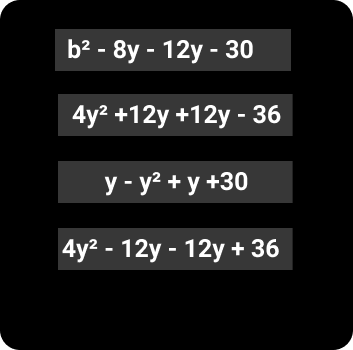 b² - 8y - 12y - 30
4y² +12y +12y - 36
y - y² + y +30
4y² - 12y - 12y + 36